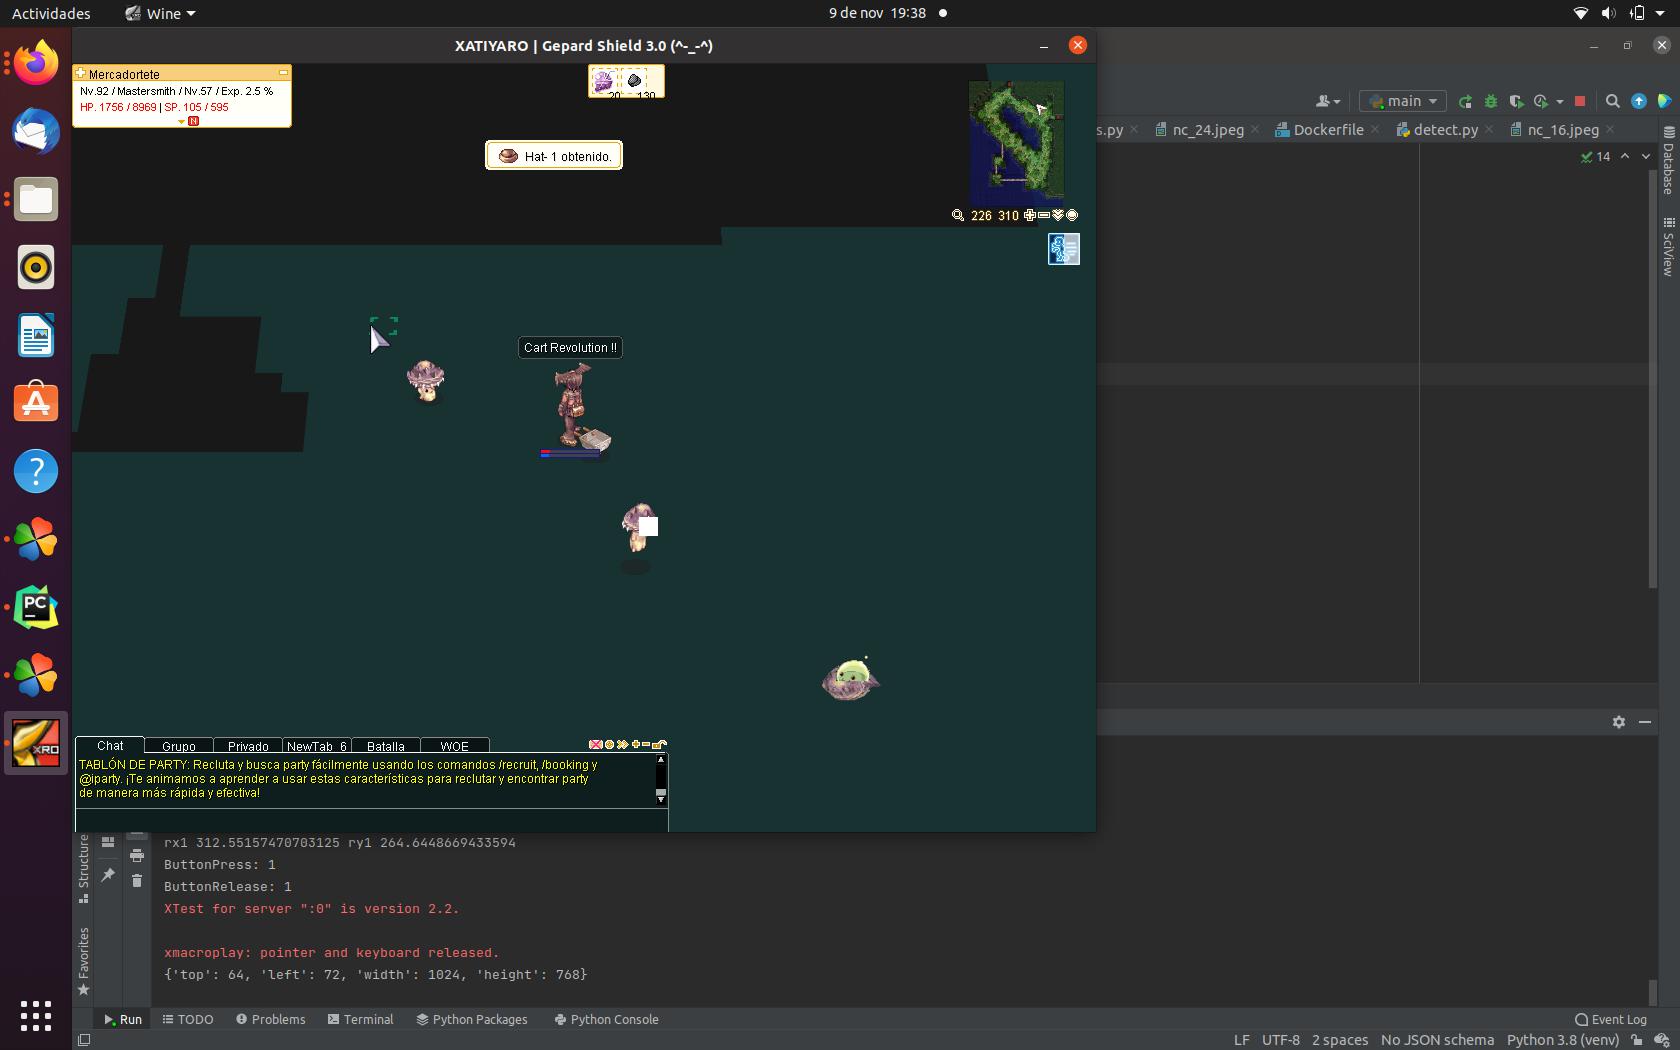 Actividades
Wine
9 de nov 19:38
XATIYARO | Gepard Shield 3.0 (^-_-^)
Mercadortete
Nv.92 / Mastersmith / Nv.57 / Exp. 2.5 %
HP. 1756 / 8969 | SP. 105 / 595
N
20 130
Hat- 1 obtenido.
226 310
Cart Revolution !!
main
s.py
nc_24.jpeg
Dockerfile
detect.py
nc_16.jpeg
14
Database
SciView
PC
XRO
Chat
Grupo
Privado
NewTab_6
Batalla
WOE
TABLÓN DE PARTY: Recluta y busca party fácilmente usando los comandos /recruit, /booking y
@iparty. ¡Te animamos a aprender a usar estas características para reclutar y encontrar party
de manera más rápida y efectiva!
Structure
Favorites
rx1 312.55157470703125 ry1 264.6448669433594
ButtonPress: 1
ButtonRelease: 1
XTest for server ":0" is version 2.2.
xmacroplay: pointer and keyboard released.
{'top': 64, 'left': 72, 'width': 1024, 'height': 768}
Run
TODO
Problems
Terminal
Python Packages
Python Console
Event Log
LF
UTF-8
2 spaces
No JSON schema
Python 3.8 (venv)